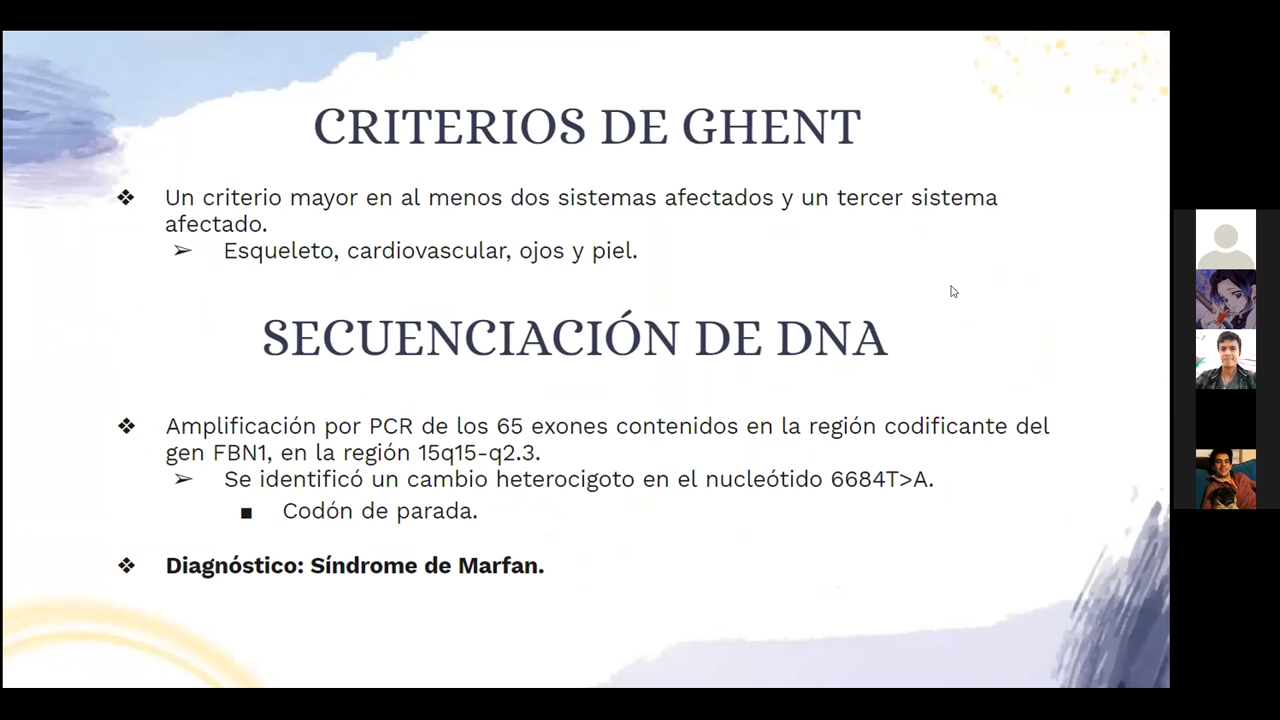 CRITERIOS DE GHENT
❖ Un criterio mayor en al menos dos sistemas afectados y un tercer sistema
afectado.
➢ Esqueleto, cardiovascular, ojos y piel.
SECUENCIACIÓN DE DNA
❖ Amplificación por PCR de los 65 exones contenidos en la región codificante del
gen FBN1, en la región 15q15-q2.3.
➢ Se identificó un cambio heterocigoto en el nucleótido 6684T>A.
■ Codón de parada.
❖ Diagnóstico: Síndrome de Marfan.